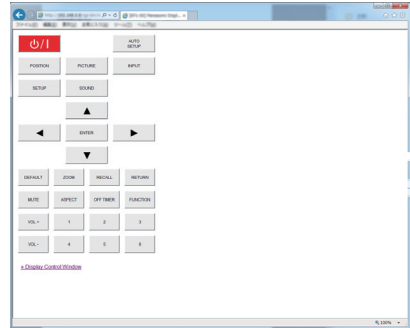 AUTO
SETUP
POSITION PICTURE INPUT
SETUP SOUND
ENTER
DEFAULT ZOOM RECALL RETURN
MUTE ASPECT OFF TIMER FUNCTION
VOL + 1 2 3
VOL - 4 5 6
» Display Control Window
100%